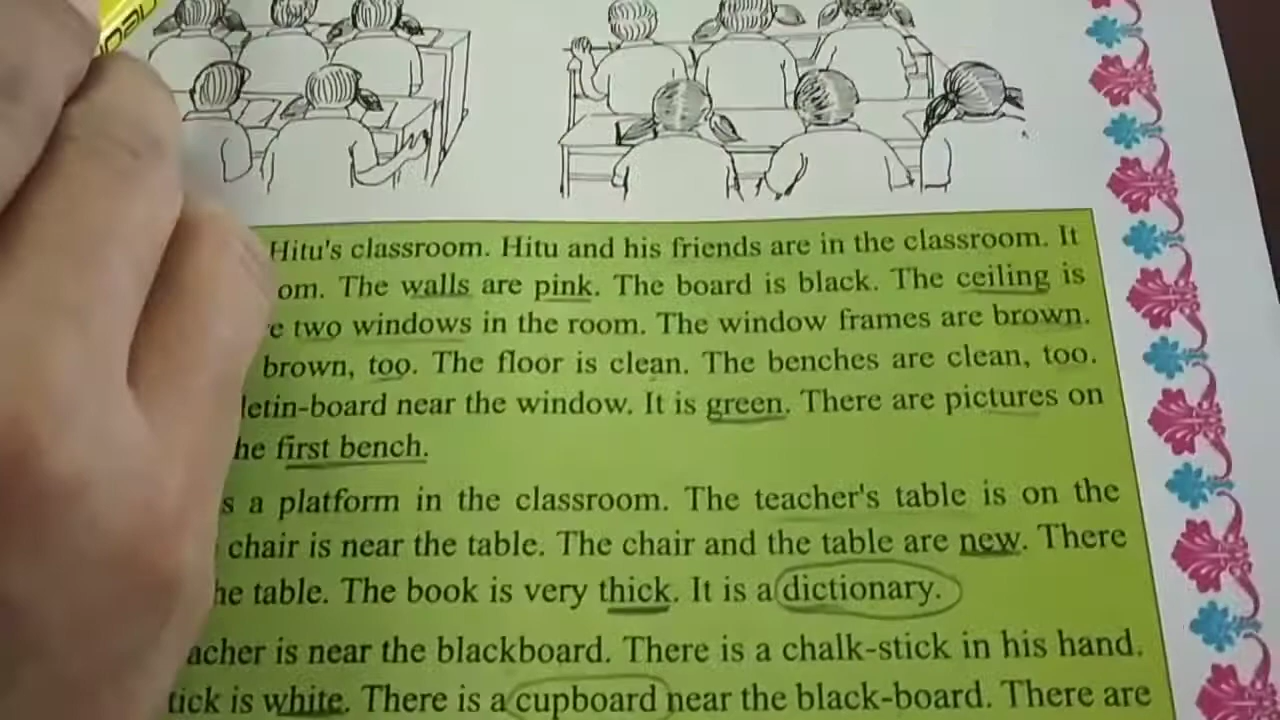 Hitu's classroom. Hitu and his friends are in the classroom. It
om. The walls are pink. The board is black. The ceiling is
e two windows in the room. The window frames are brown.
brown, too. The floor is clean. The benches are clean, too.
letin-board near the window. It is green. There are pictures on
he first bench.
s a platform in the classroom. The teacher's table is on the
chair is near the table. The chair and the table are new. There
he table. The book is very thick. It is a dictionary.
acher is near the blackboard. There is a chalk-stick in his hand.
tick is white. There is a cupboard near the black-board. There are